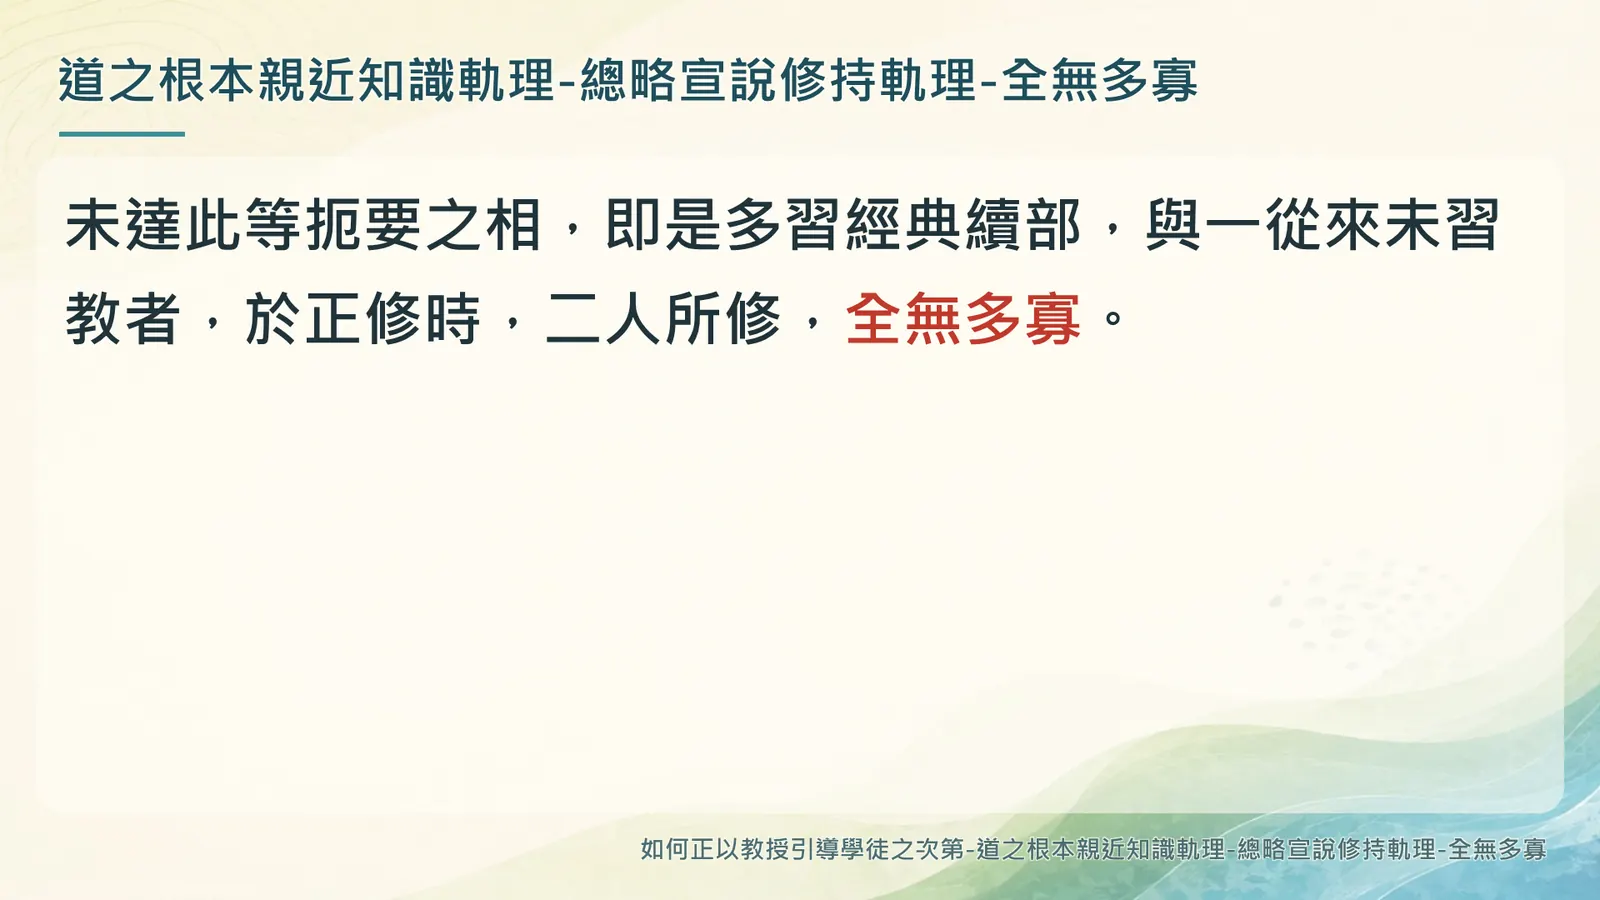 道之根本親近知識軌理-總略宣說修持軌理-全無多寡
未達此等扼要之相，即是多習經典續部，與一從來未習
教者，於正修時，二人所修，全無多寡。
如何正以教授引導學徒之次第-道之根本親近知識軌理-總略宣說修持軌理-全無多寡